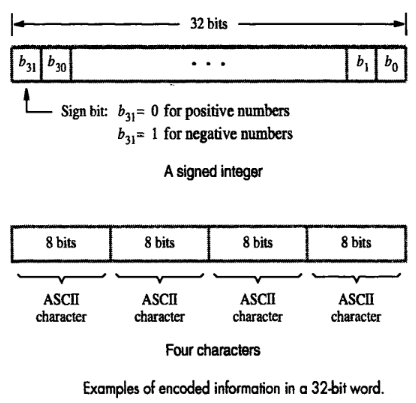 32 bits
b31 b30 • • • b1 b0
Sign bit: b31 = 0 for positive numbers
b31 = 1 for negative numbers
A signed integer
8 bits 8 bits 8 bits 8 bits
ASCII ASCII ASCII ASCII
character character character character
Four characters
Examples of encoded information in a 32-bit word.